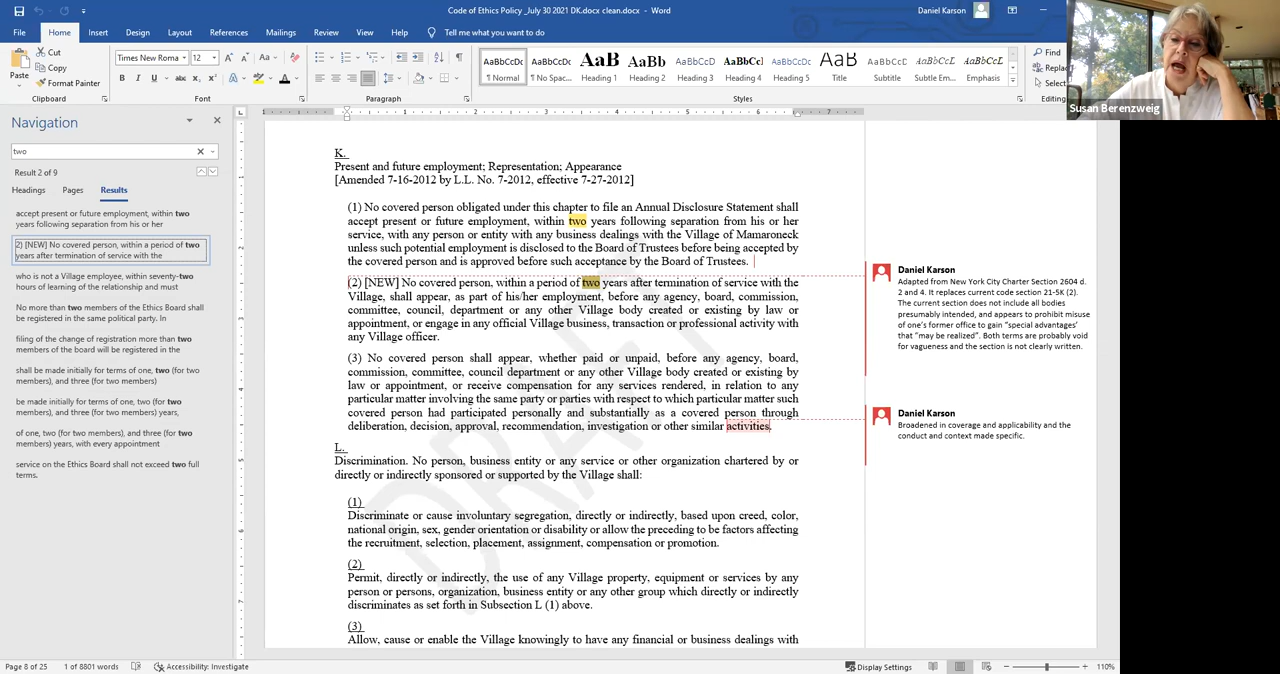 Code of Ethics Policy _July 30 2021 DK.docx clean.docx - Word
Daniel Karson
File Home Insert Draw Design Layout References Mailings Review View Help Tell me what you want to do
Cut
Copy
Format Painter
Paste
Clipboard
Times New Roma 12
Font
Paragraph
AaBbCcDc AaBbCcDc AaB AaBb AaBbCcD AaBbCc AaBbCcDc AaB AaBbCcD AaBbCcL AaBbCcL
¶ Normal ¶ No Spac... Heading 1 Heading 2 Heading 3 Heading 4 Heading 5 Title Subtitle Subtle Em... Emphasis
Styles
Find
Replac
Select
Editing
Susan Berenzweig
Navigation
two
Result 2 of 9
Headings Pages Results
accept present or future employment, within two
years following separation from his or her
2) [NEW] No covered person, within a period of two
years after termination of service with the
who is not a Village employee, within seventy-two
hours of learning of the relationship and must
No more than two members of the Ethics Board shall
be registered in the same political party. In
filing of the change of registration more than two
members of the board will be registered in the
shall be made initially for terms of one, two (for two
members), and three (for two members)
be made initially for terms of one, two (for two
members), and three (for two members) years,
of one, two (for two members), and three (for two
members) years, with every appointment
service on the Ethics Board shall not exceed two full
terms.
K.
Present and future employment; Representation; Appearance
[Amended 7-16-2012 by L.L. No. 7-2012, effective 7-27-2012]
(1) No covered person obligated under this chapter to file an Annual Disclosure Statement shall
accept present or future employment, within two years following separation from his or her
service, with any person or entity with any business dealings with the Village of Mamaroneck
unless such potential employment is disclosed to the Board of Trustees before being accepted by
the covered person and is approved before such acceptance by the Board of Trustees.
(2) [NEW] No covered person, within a period of two years after termination of service with the
Village, shall appear, as part of his/her employment, before any agency, board, commission,
committee, council, department or any other Village body created or existing by law or
appointment, or engage in any official Village business, transaction or professional activity with
any Village officer.
(3) No covered person shall appear, whether paid or unpaid, before any agency, board,
commission, committee, council department or any other Village body created or existing by
law or appointment, or receive compensation for any services rendered, in relation to any
particular matter involving the same party or parties with respect to which particular matter such
covered person had participated personally and substantially as a covered person through
deliberation, decision, approval, recommendation, investigation or other similar activities.
L.
Discrimination. No person, business entity or any service or other organization chartered by or
directly or indirectly sponsored or supported by the Village shall:
(1)
Discriminate or cause involuntary segregation, directly or indirectly, based upon creed, color,
national origin, sex, gender orientation or disability or allow the preceding to be factors affecting
the recruitment, selection, placement, assignment, compensation or promotion.
(2)
Permit, directly or indirectly, the use of any Village property, equipment or services by any
person or persons, organization, business entity or any other group which directly or indirectly
discriminates as set forth in Subsection L (1) above.
(3)
Allow, cause or enable the Village knowingly to have any financial or business dealings with
DRAFT
Daniel Karson
Adapted from New York City Charter Section 2604 d.
2 and 4. It replaces current code section 21-5K (2).
The current section does not include all bodies
presumably intended, and appears to prohibit misuse
of one's former office to gain “special advantages’
that “may be realized”. Both terms are probably void
for vagueness and the section is not clearly written.
Daniel Karson
Broadened in coverage and applicability and the
conduct and context made specific.
Page 8 of 25 1 of 8801 words Accessibility: Investigate
Display Settings
110%